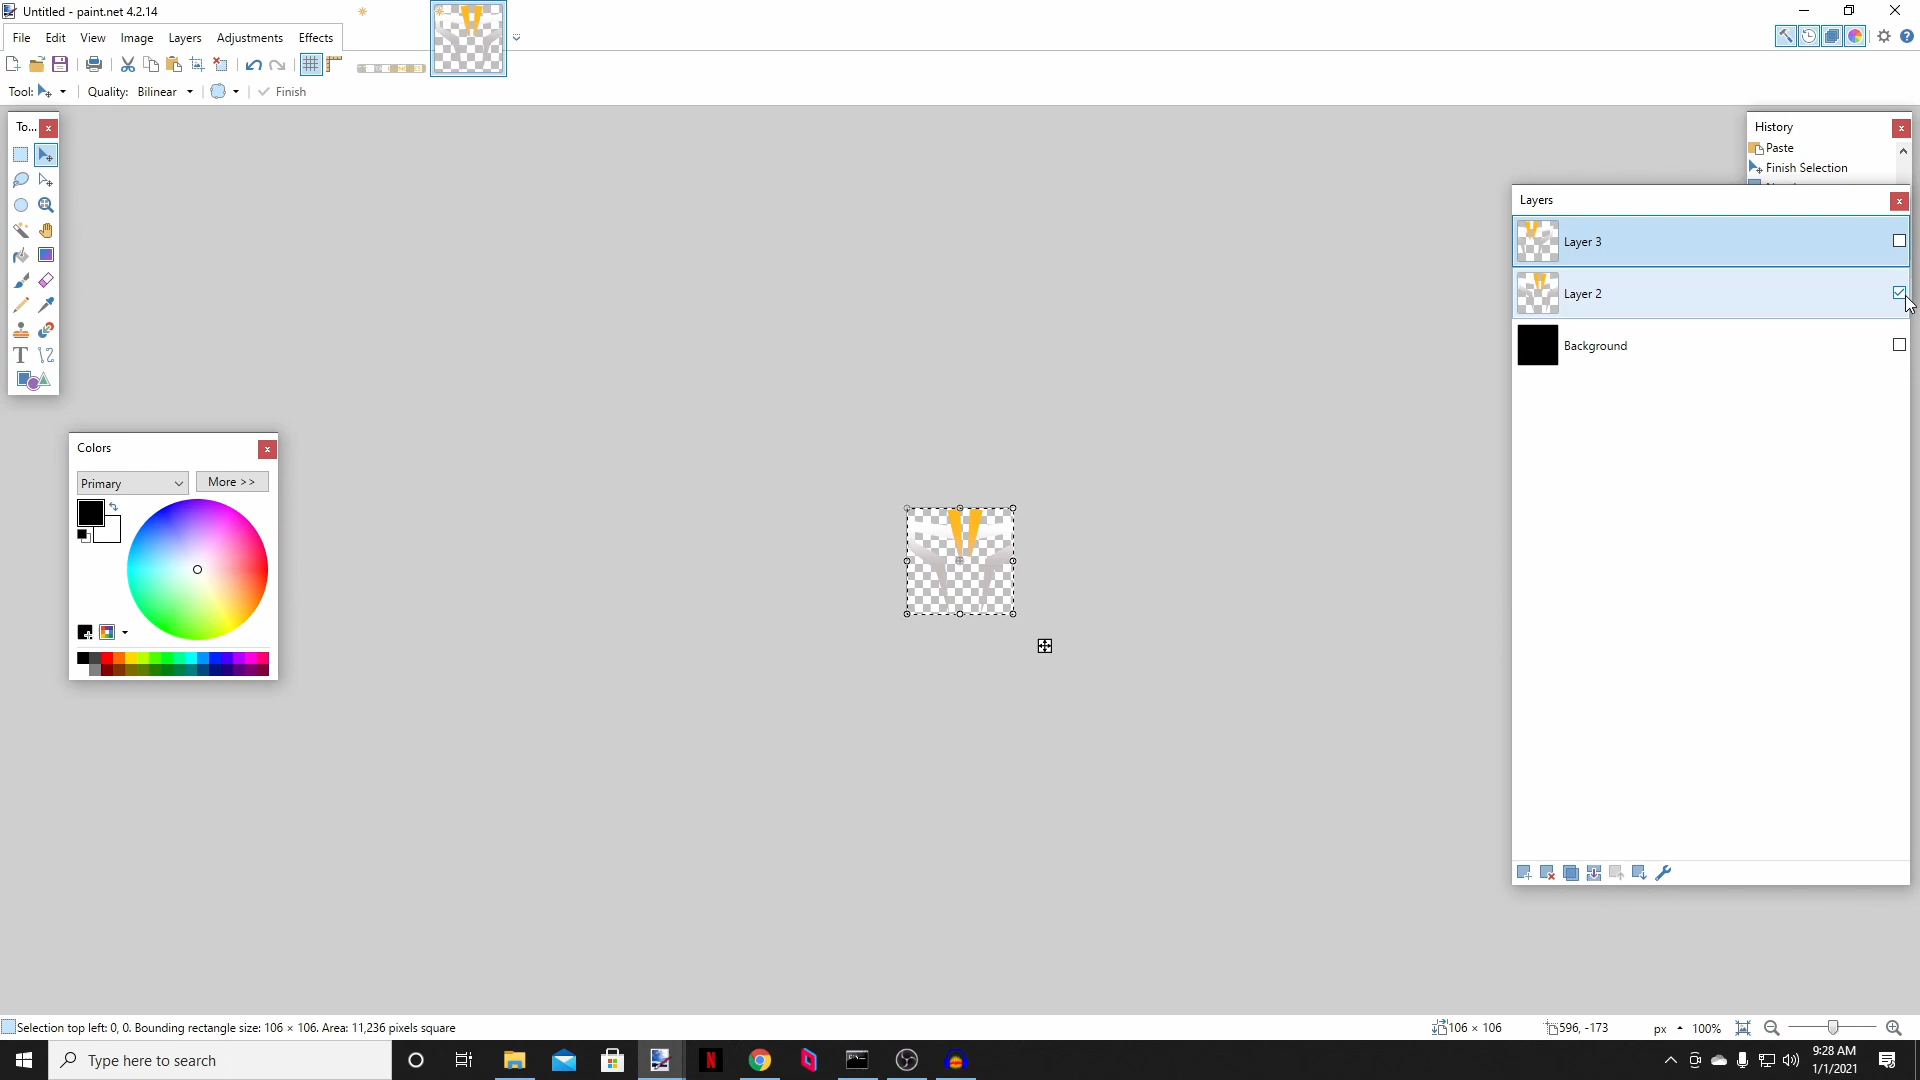 Untitled - paint.net 4.2.14
File Edit View Image Layers Adjustments Effects
Tool: Quality: Bilinear Finish
To...
History
Paste
Finish Selection
Layers
Layer 3
Layer 2
Background
Colors
Primary More >>
Selection top left: 0, 0. Bounding rectangle size: 106 × 106. Area: 11,236 pixels square
106 × 106 596, -173 px 100%
Type here to search
9:28 AM
1/1/2021